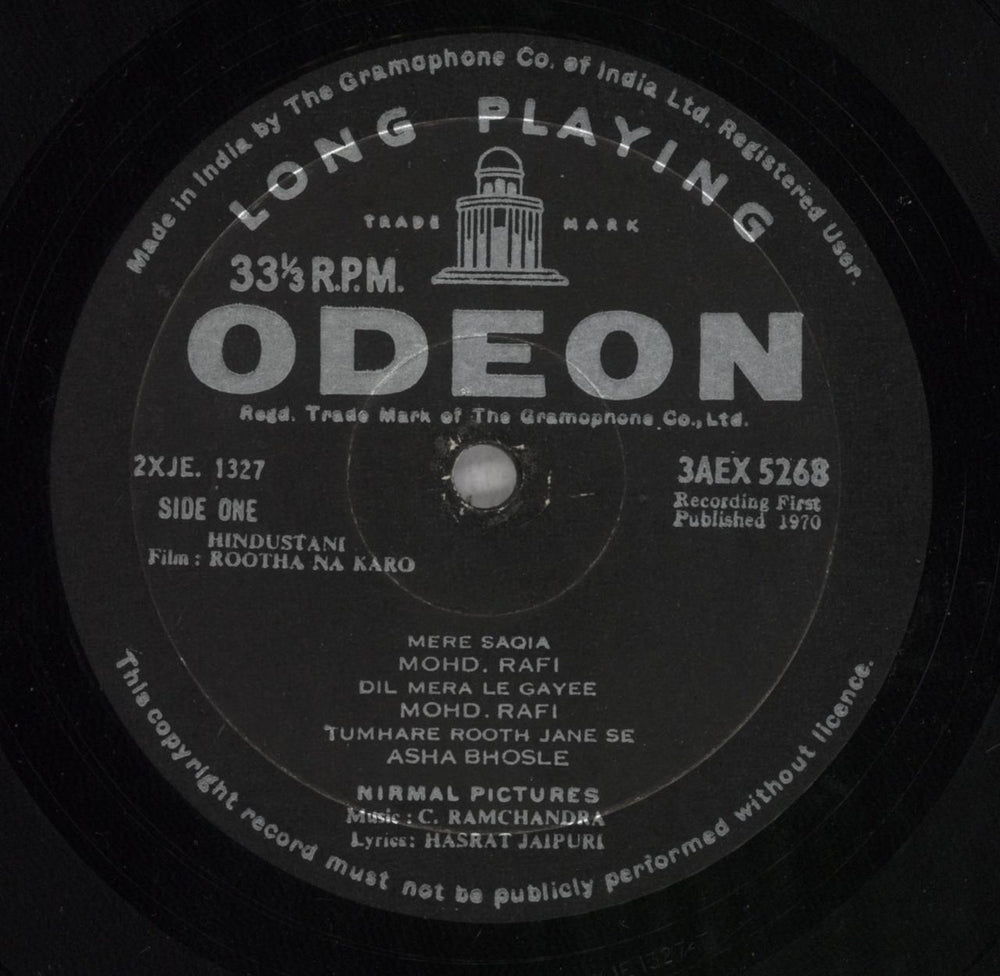 Made in India by The Gramaphone Co. of India Ltd. Registered User.
LONG PLAYING
TRADE MARK
33⅓ R.P.M.
ODEON
Regd. Trade Mark of The Gramophone Co., Ltd.
2XJE. 1327
3AEX 5268
SIDE ONE
Recording First
Published 1970
HINDUSTANI
Film : ROOTHA NA KARO
MERE SAQIA
MOHD. RAFI
DIL MERA LE GAYEE
MOHD. RAFI
TUMHARE ROOTH JANE SE
ASHA BHOSLE
NIRMAL PICTURES
Music : C. RAMCHANDRA
Lyrics: HASRAT JAIPURI
This copyright record must not be publicly performed without licence.